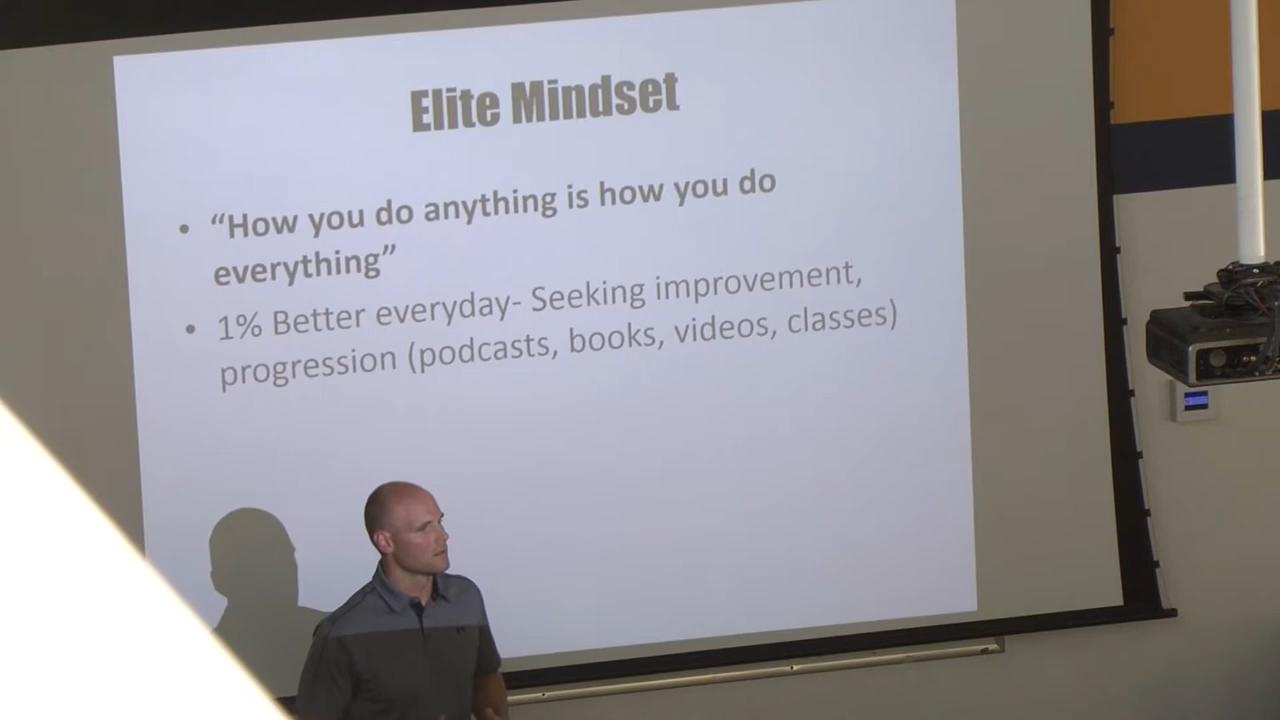 Elite Mindset
• “How you do anything is how you do
everything”
• 1% Better everyday- Seeking improvement,
progression (podcasts, books, videos, classes)